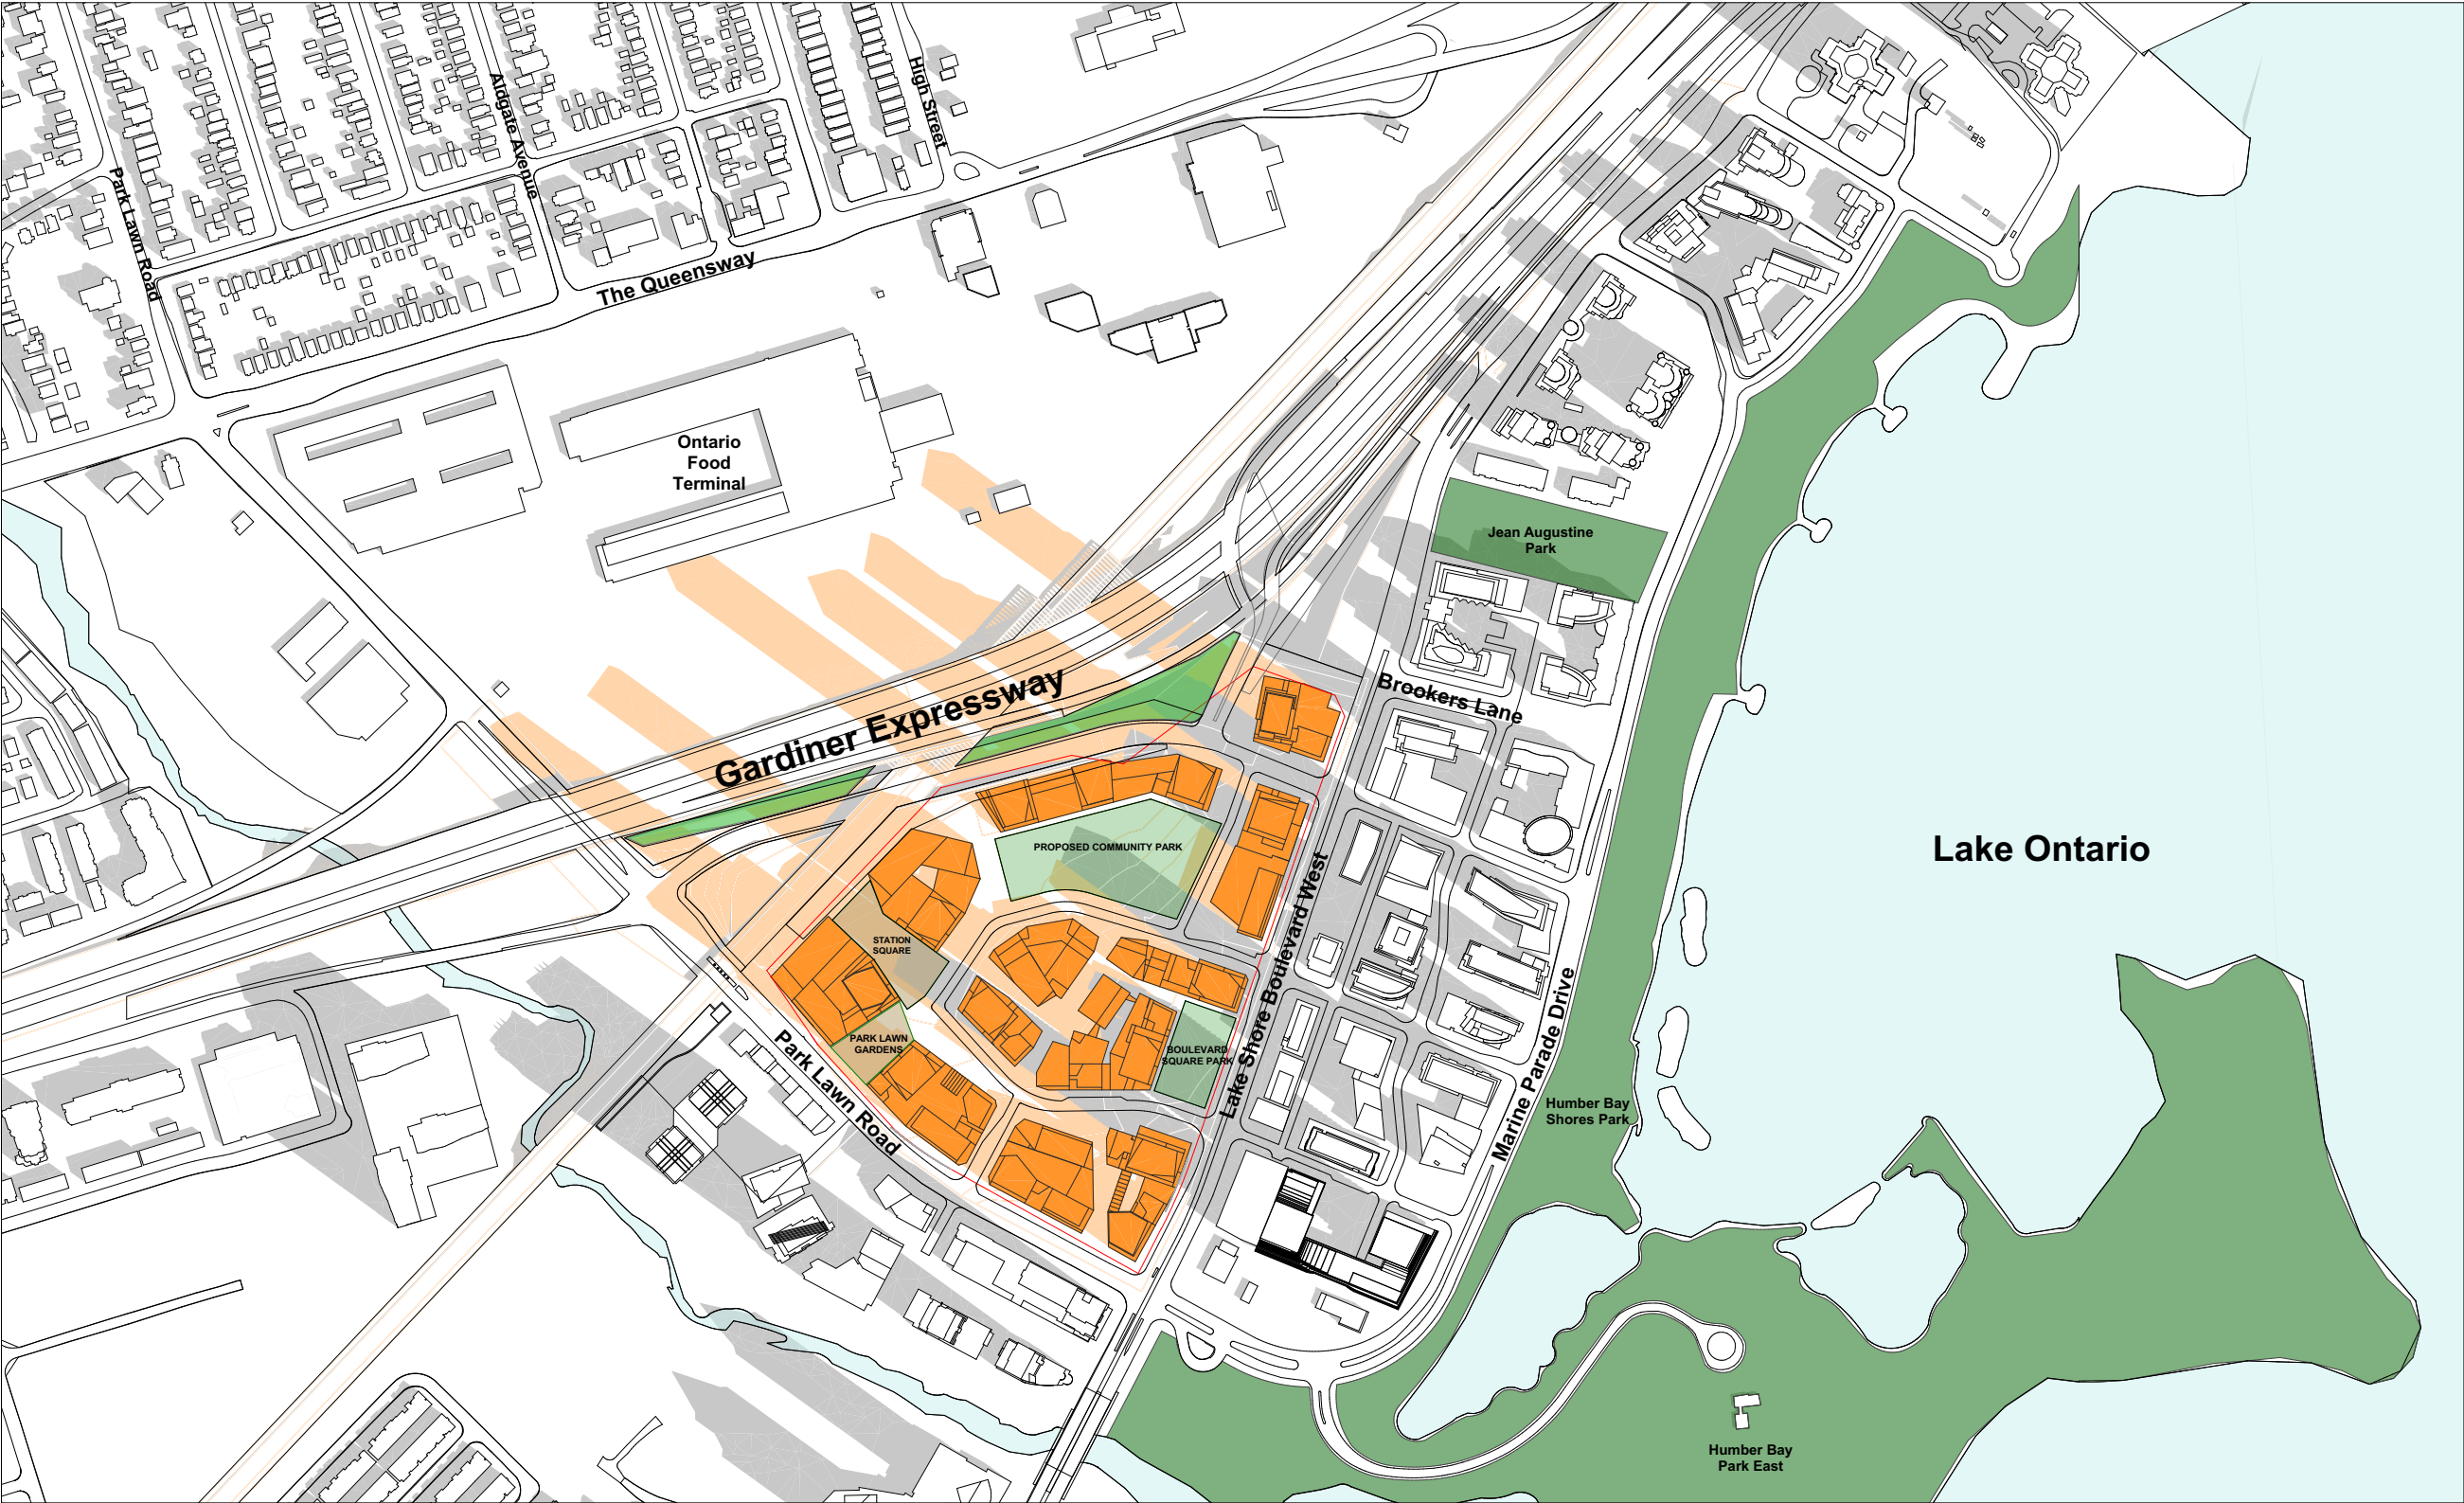 High Street
Aldgate Avenue
Park Lawn Road
The Queensway
Ontario
Food
Terminal
Jean Augustine
Park
Gardiner Expressway
Brookers Lane
PROPOSED COMMUNITY PARK
Lake Ontario
STATION
SQUARE
Lake Shore Boulevard West
PARK LAWN
GARDENS
BOULEVARD
SQUARE PARK
Park Lawn Road
Marine Parade Drive
Humber Bay
Shores Park
Humber Bay
Park East